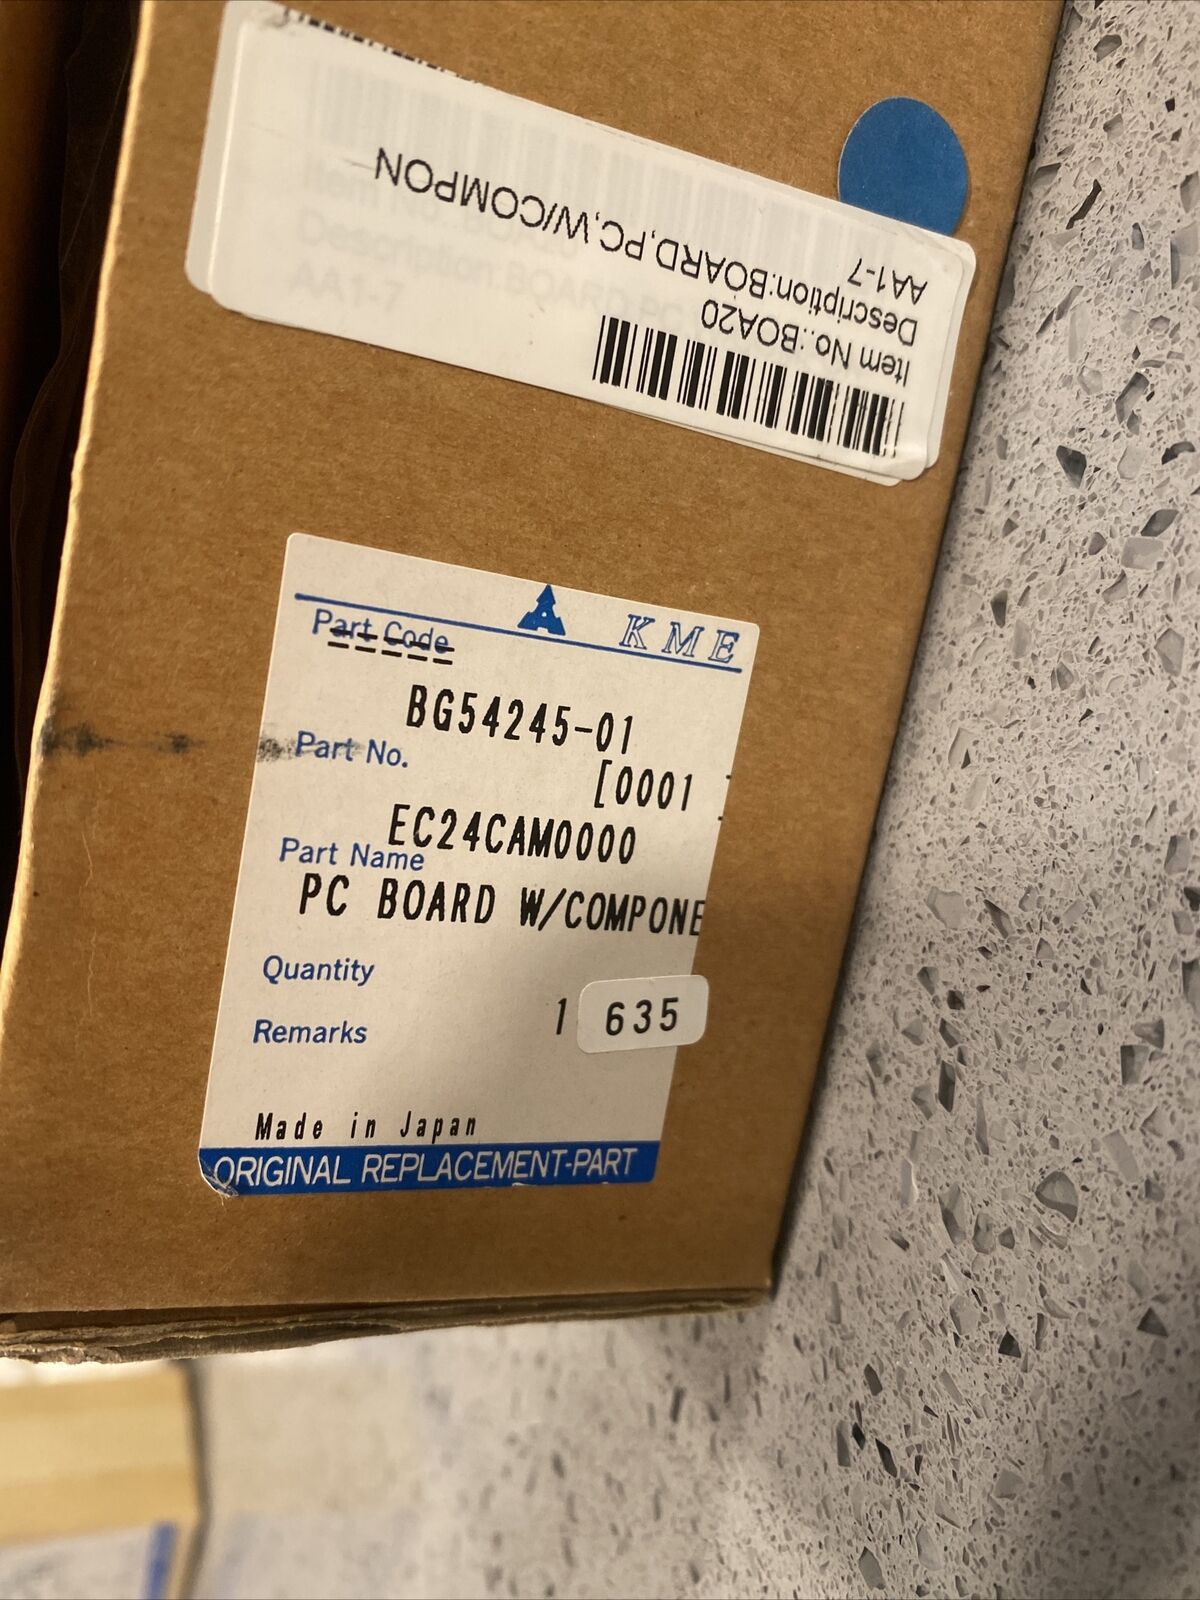 Item No.:BOA20
Description:BOARD,PC,W/COMPON
AA1-7
KME
Part Code
BG54245-01
Part No.
[0001
EC24CAM0000
Part Name
PC BOARD W/COMPONE
Quantity
1 635
Remarks
Made in Japan
ORIGINAL REPLACEMENT-PART